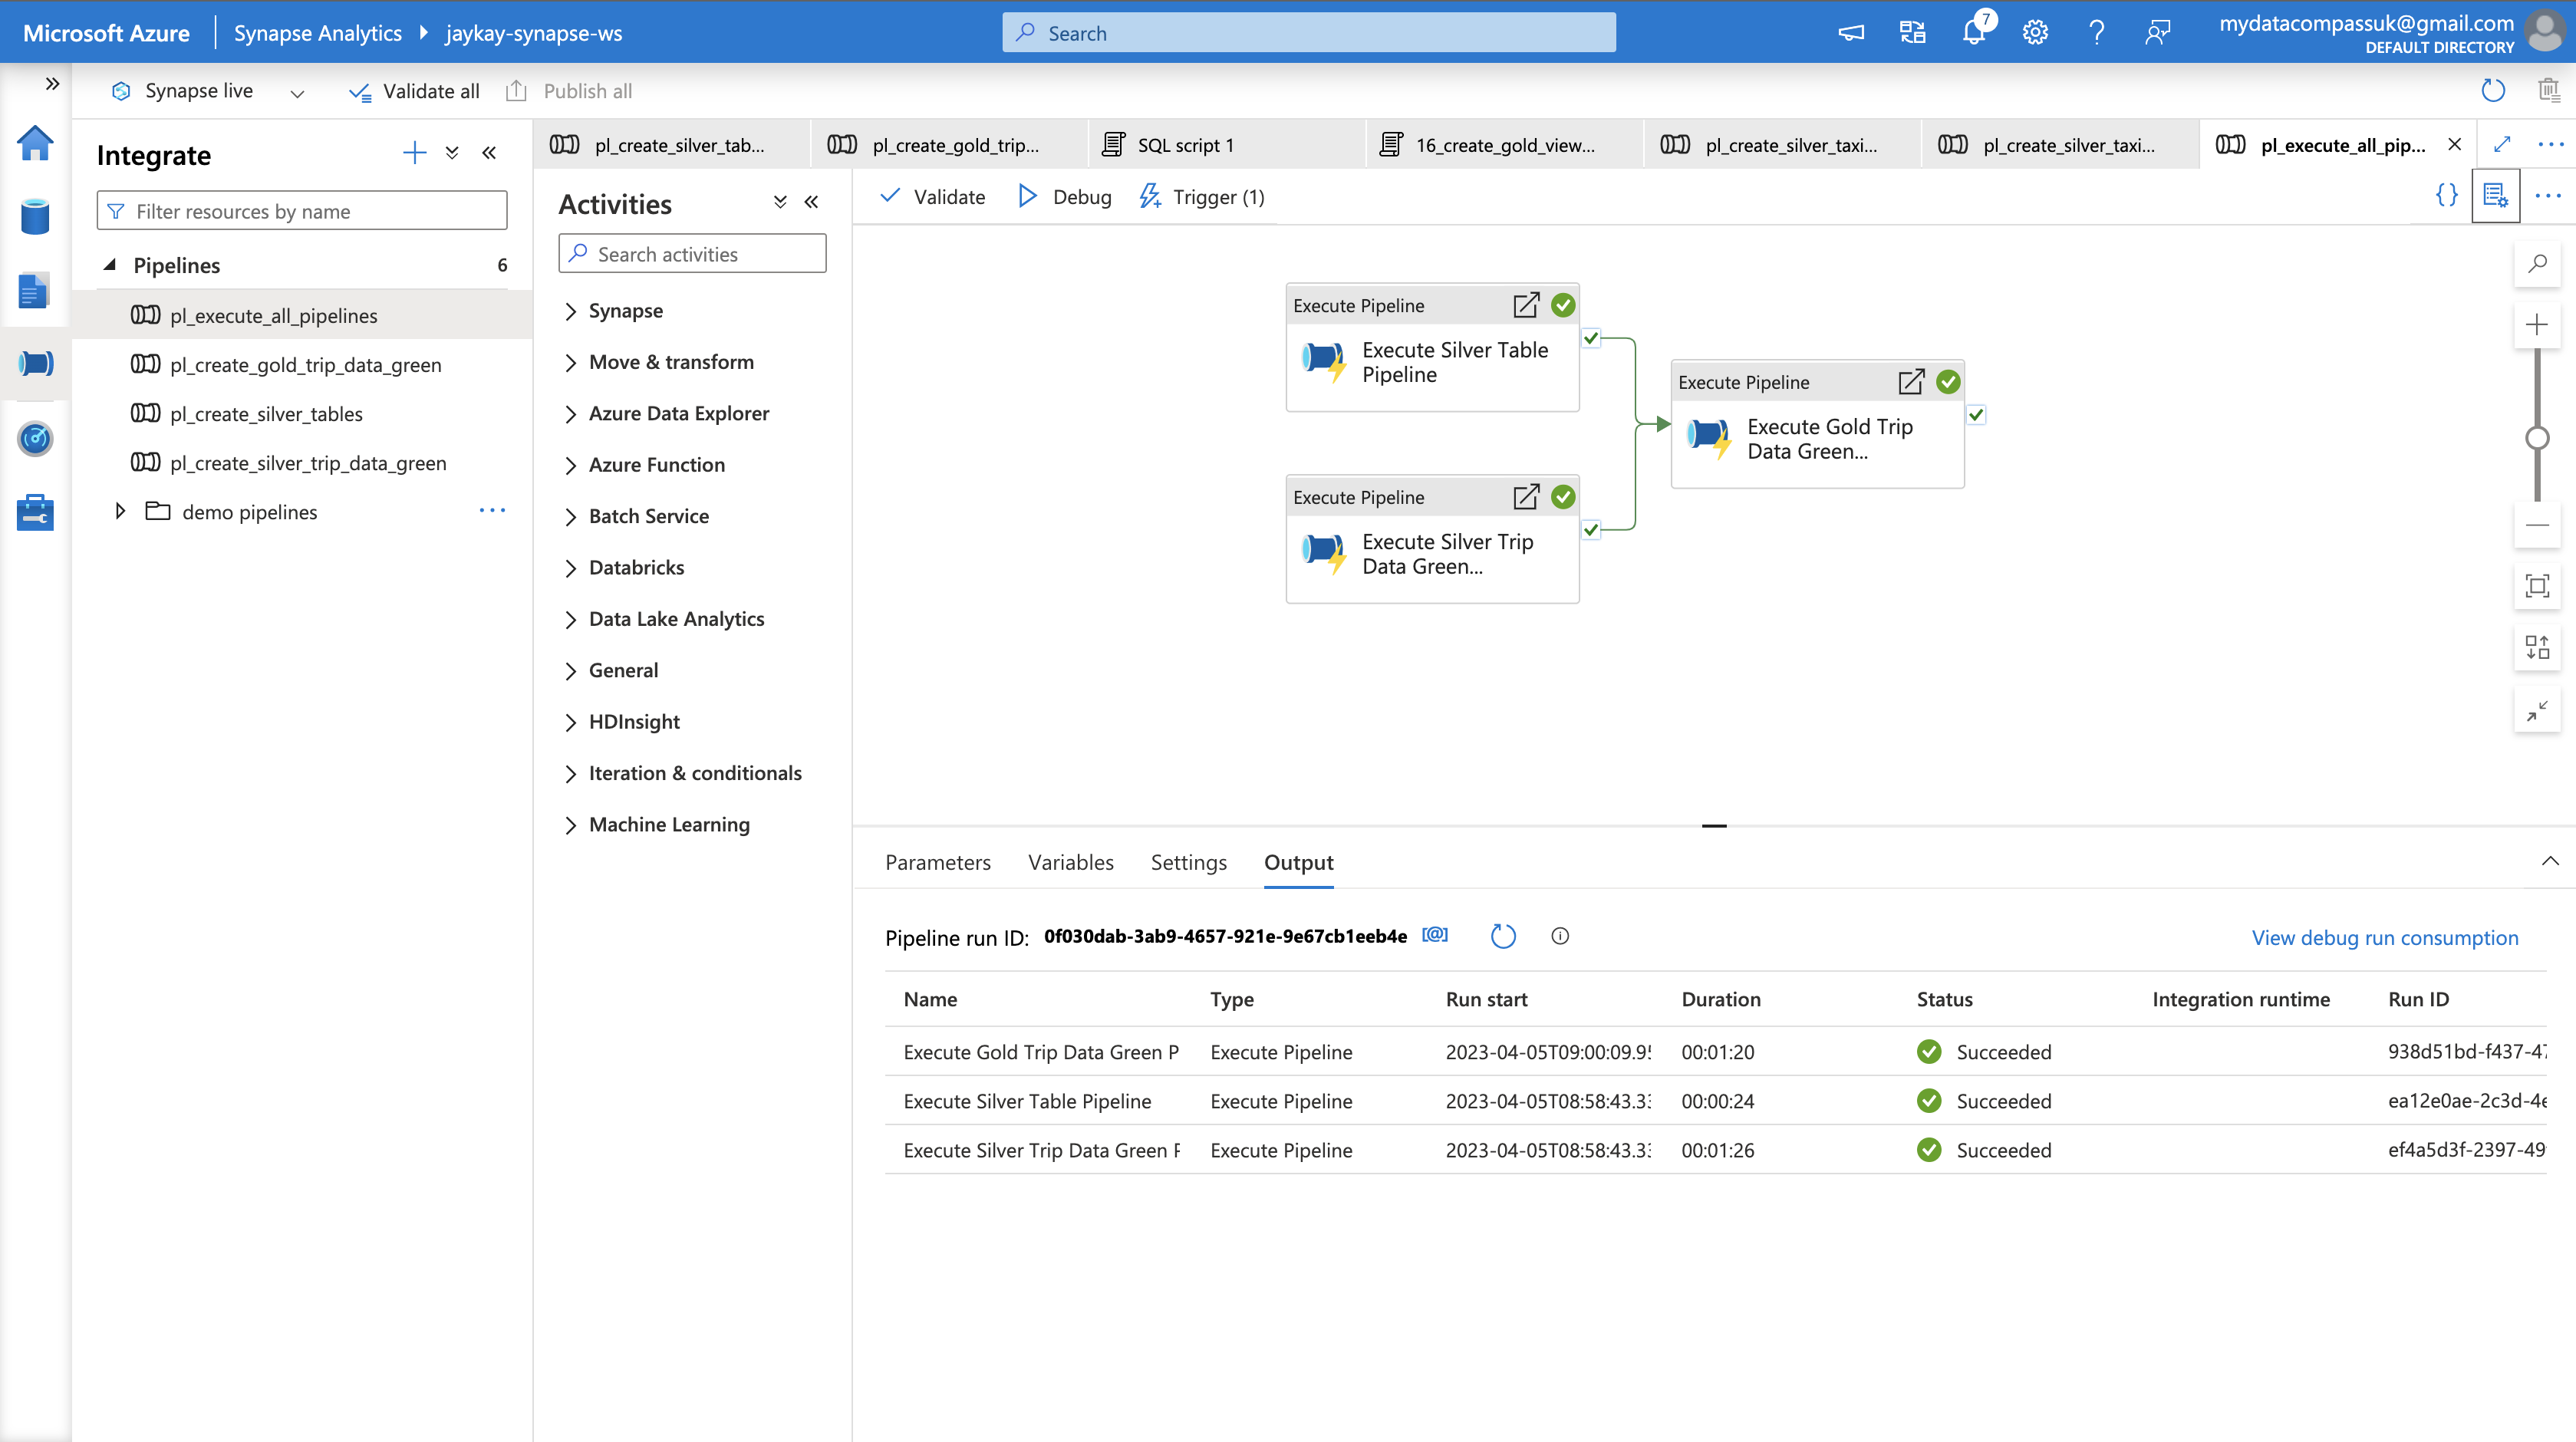 Microsoft Azure
Synapse Analytics
jaykay-synapse-ws
Search
7
mydatacompassuk@gmail.com
DEFAULT DIRECTORY
Synapse live
Validate all
Publish all
Integrate
Filter resources by name
Pipelines
6
pl_execute_all_pipelines
pl_create_gold_trip_data_green
pl_create_silver_tables
pl_create_silver_trip_data_green
demo pipelines
pl_create_silver_tab...
pl_create_gold_trip...
SQL script 1
16_create_gold_view...
pl_create_silver_taxi...
pl_create_silver_taxi...
pl_execute_all_pip...
Activities
Search activities
Synapse
Move & transform
Azure Data Explorer
Azure Function
Batch Service
Databricks
Data Lake Analytics
General
HDInsight
Iteration & conditionals
Machine Learning
Validate
Debug
Trigger (1)
Execute Pipeline
Execute Silver Table
Pipeline
Execute Pipeline
Execute Silver Trip
Data Green...
Execute Pipeline
Execute Gold Trip
Data Green...
Parameters
Variables
Settings
Output
Pipeline run ID: 0f030dab-3ab9-4657-921e-9e67cb1eeb4e
View debug run consumption
Name Type Run start Duration Status Integration runtime Run ID
Execute Gold Trip Data Green P Execute Pipeline 2023-04-05T09:00:09.9 00:01:20 Succeeded 938d51bd-f437-47
Execute Silver Table Pipeline Execute Pipeline 2023-04-05T08:58:43.3 00:00:24 Succeeded ea12e0ae-2c3d-4e
Execute Silver Trip Data Green P Execute Pipeline 2023-04-05T08:58:43.3 00:01:26 Succeeded ef4a5d3f-2397-49